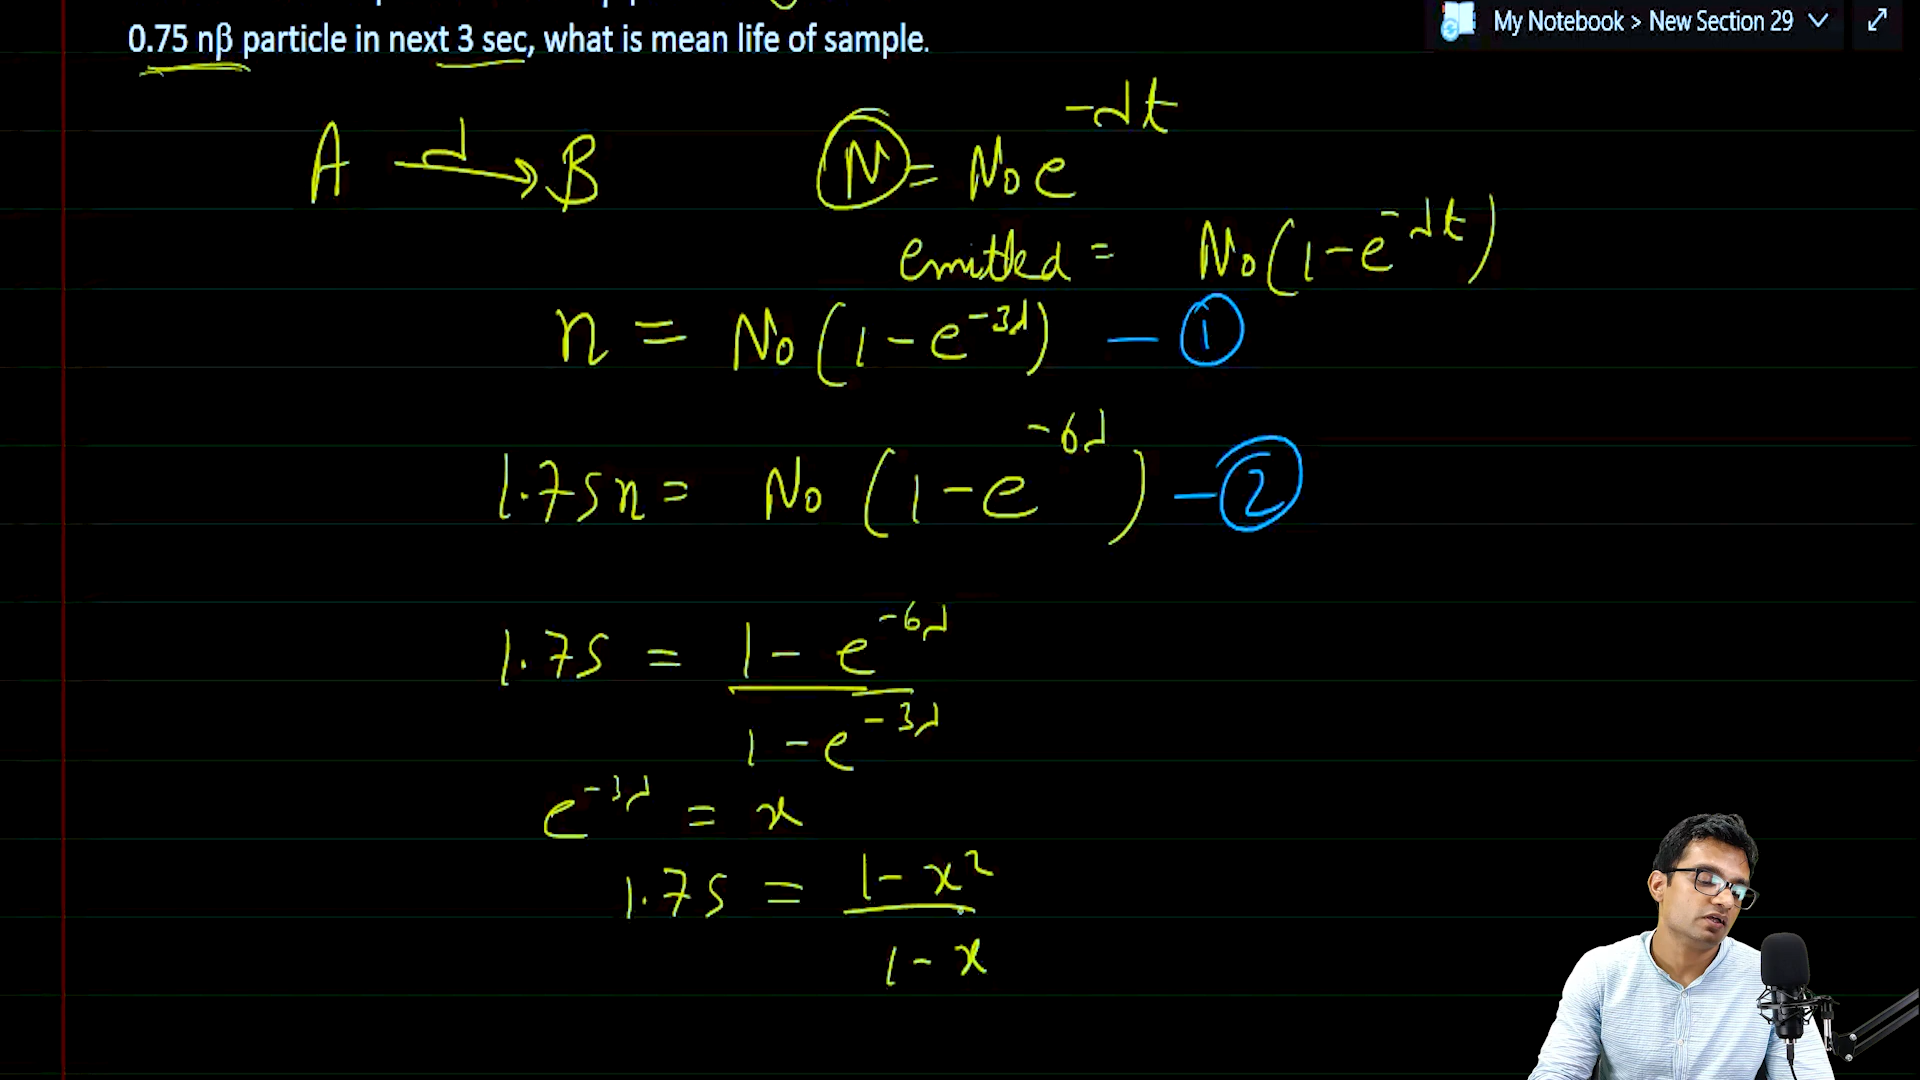 My Notebook > New Section 29
0.75 nβ particle in next 3 sec, what is mean life of sample.
A λ→ B
N = N₀e^(-λt)
emitted = N₀(1-e^(-λt))
n = N₀(1-e^(-3λ)) - ①
1.75n = N₀(1-e^(-6λ)) - ②
1.75 = 1-e^(-6λ) / 1-e^(-3λ)
e^(-3λ) = x
1.75 = 1-x² / 1-x